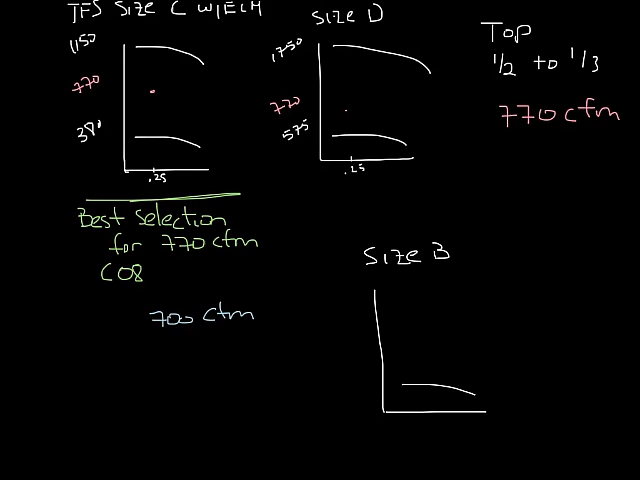 TFS Size C w/ECM
1150
770
380
.25
Size D
1750
770
575
.25
Top
1/2 to 1/3
770 cfm
Best Selection
for 770 cfm
C08
700 cfm
Size B